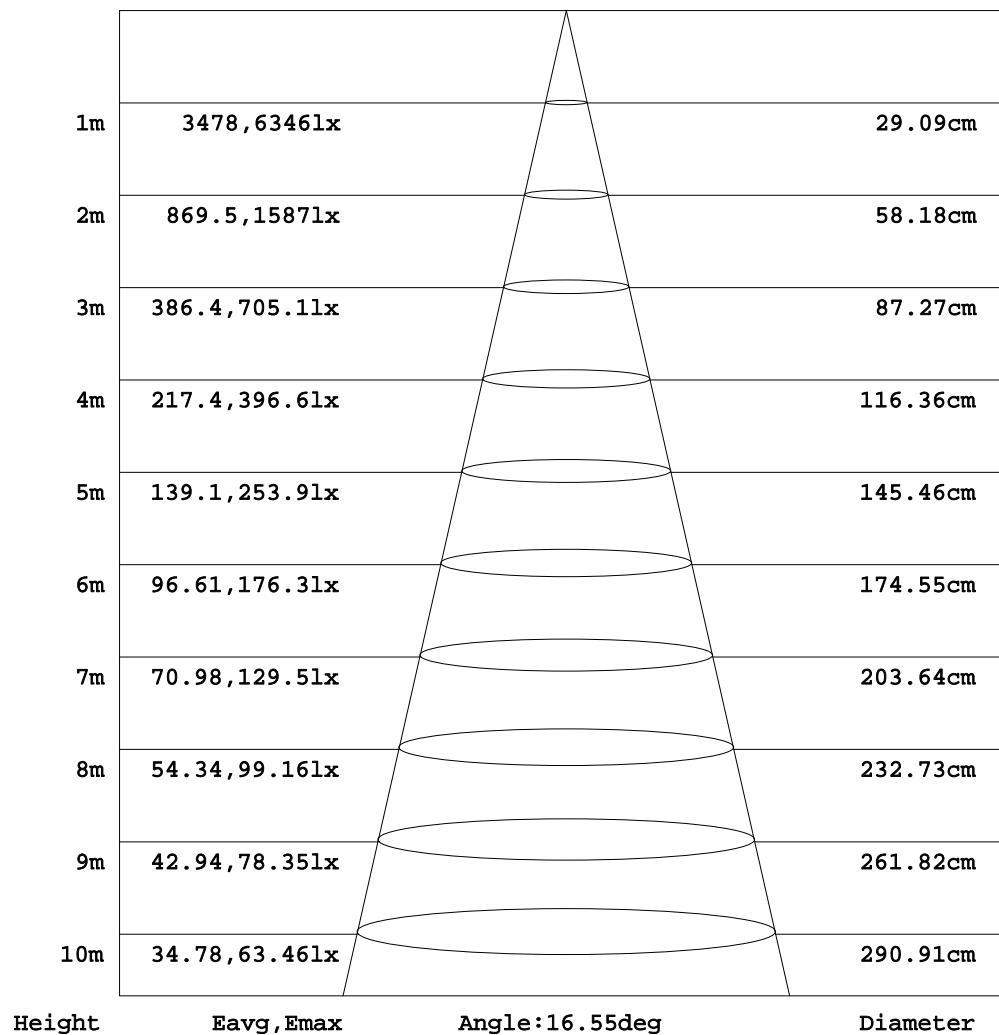 1m 3478,6346lx 29.09cm
2m 869.5,1587lx 58.18cm
3m 386.4,705.1lx 87.27cm
4m 217.4,396.6lx 116.36cm
5m 139.1,253.9lx 145.46cm
6m 96.61,176.3lx 174.55cm
7m 70.98,129.5lx 203.64cm
8m 54.34,99.16lx 232.73cm
9m 42.94,78.35lx 261.82cm
10m 34.78,63.46lx 290.91cm
Height Eavg,Emax Angle:16.55deg Diameter